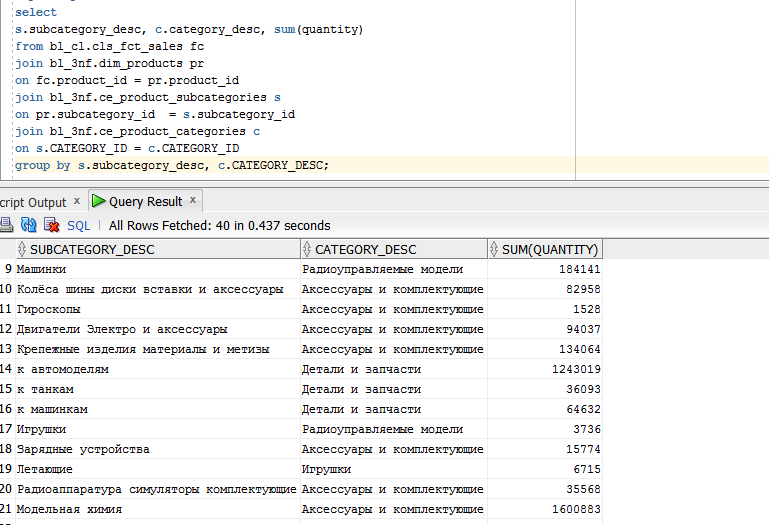 select
s.subcategory_desc, c.category_desc, sum(quantity)
from bl_cl.cls_fct_sales fc
join bl_3nf.dim_products pr
on fc.product_id = pr.product_id
join bl_3nf.ce_product_subcategories s
on pr.subcategory_id  = s.subcategory_id
join bl_3nf.ce_product_categories c
on s.CATEGORY_ID = c.CATEGORY_ID
group by s.subcategory_desc, c.CATEGORY_DESC;
cript Output x Query Result x
SQL | All Rows Fetched: 40 in 0.437 seconds
SUBCATEGORY_DESC CATEGORY_DESC SUM(QUANTITY)
9 Машинки Радиоуправляемые модели 184141
10 Колёса шины диски вставки и аксессуары Аксессуары и комплектующие 82958
11 Гироскопы Аксессуары и комплектующие 1528
12 Двигатели Электро и аксессуары Аксессуары и комплектующие 94037
13 Крепежные изделия материалы и метизы Аксессуары и комплектующие 134064
14 к автомоделям Детали и запчасти 1243019
15 к танкам Детали и запчасти 36093
16 к машинкам Детали и запчасти 64632
17 Игрушки Радиоуправляемые модели 3736
18 Зарядные устройства Аксессуары и комплектующие 15774
19 Летающие Игрушки 6715
20 Радиоаппаратура симуляторы комплектующие Аксессуары и комплектующие 35568
21 Модельная химия Аксессуары и комплектующие 1600883